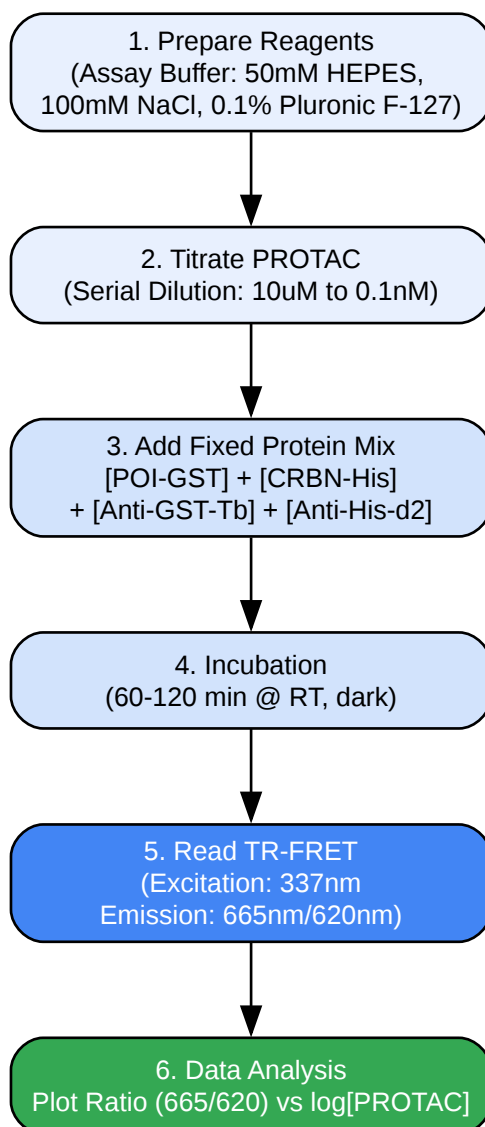 1. Prepare Reagents
(Assay Buffer: 50mM HEPES,
100mM NaCl, 0.1% Pluronic F-127)
2. Titrate PROTAC
(Serial Dilution: 10uM to 0.1nM)
3. Add Fixed Protein Mix
[POI-GST] + [CRBN-His]
+ [Anti-GST-Tb] + [Anti-His-d2]
4. Incubation
(60-120 min @ RT, dark)
5. Read TR-FRET
(Excitation: 337nm
Emission: 665nm/620nm)
6. Data Analysis
Plot Ratio (665/620) vs log[PROTAC]